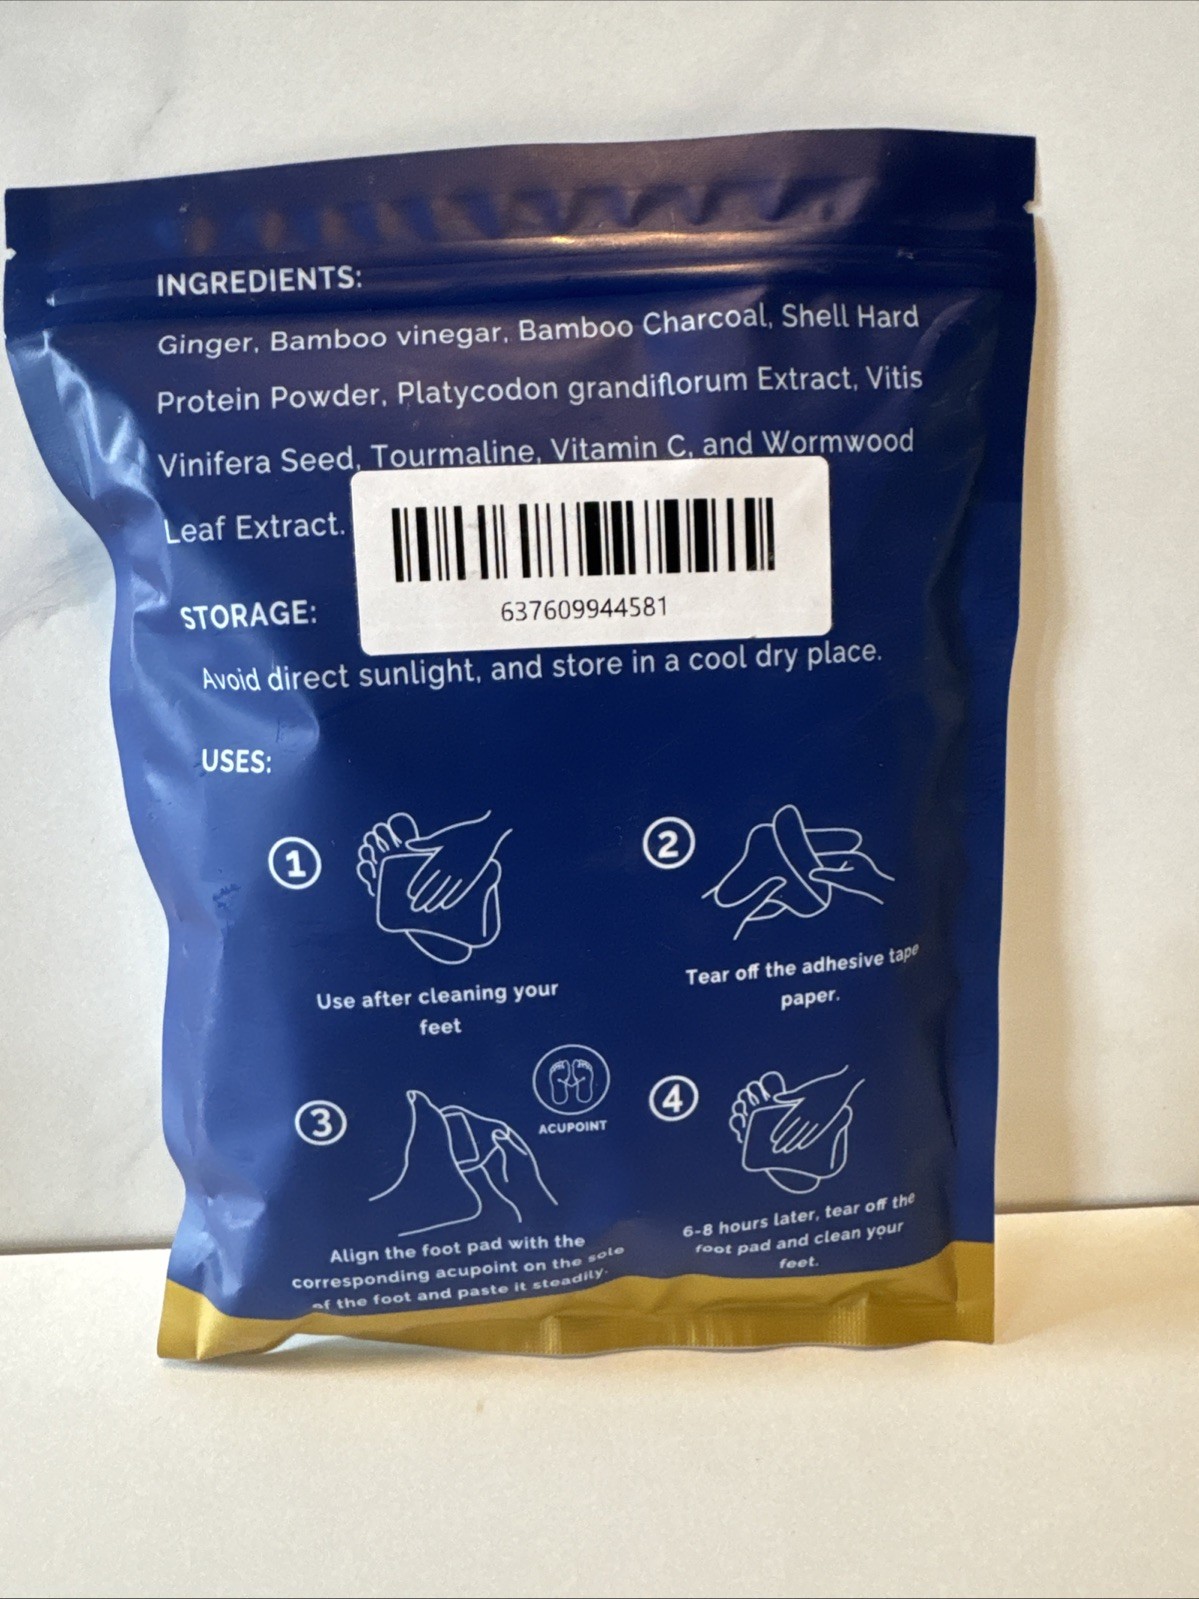 INGREDIENTS:
Ginger, Bamboo vinegar, Bamboo Charcoal, Shell Hard
Protein Powder, Platycodon grandiflorum Extract, Vitis
Vinifera Seed, Tourmaline, Vitamin C, and Wormwood
Leaf Extract.
637609944581
STORAGE:
Avoid direct sunlight, and store in a cool dry place.
USES:
1
Use after cleaning your
feet
2
Tear off the adhesive tape
paper.
3
ACUPOINT
Align the foot pad with the
corresponding acupoint on the sole
of the foot and paste it steadily.
4
6-8 hours later, tear off the
foot pad and clean your
feet.